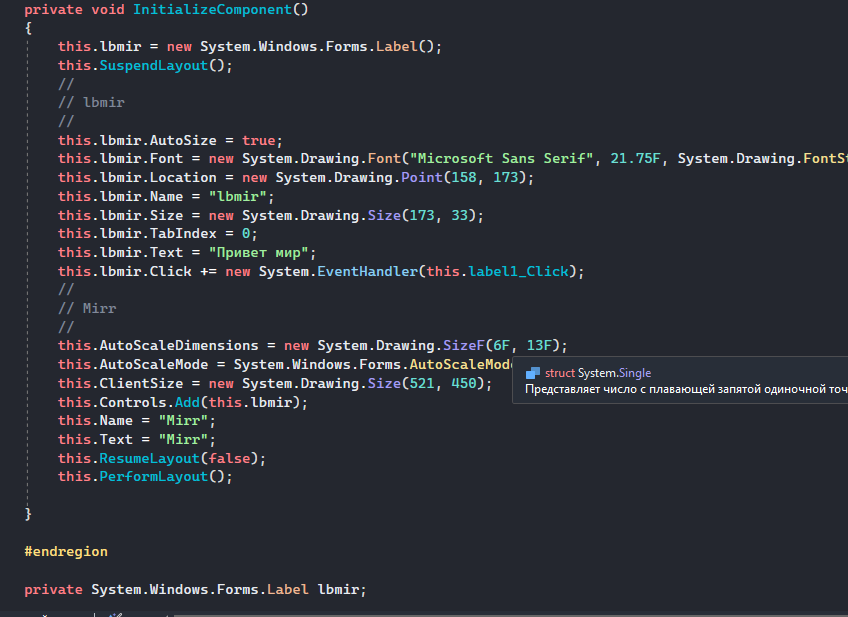 private void InitializeComponent()
{
this.lbmir = new System.Windows.Forms.Label();
this.SuspendLayout();
//
// lbmir
//
this.lbmir.AutoSize = true;
this.lbmir.Font = new System.Drawing.Font("Microsoft Sans Serif", 21.75F, System.Drawing.FontSt
this.lbmir.Location = new System.Drawing.Point(158, 173);
this.lbmir.Name = "lbmir";
this.lbmir.Size = new System.Drawing.Size(173, 33);
this.lbmir.TabIndex = 0;
this.lbmir.Text = "Привет мир";
this.lbmir.Click += new System.EventHandler(this.label1_Click);
//
// Mirr
//
this.AutoScaleDimensions = new System.Drawing.SizeF(6F, 13F);
this.AutoScaleMode = System.Windows.Forms.AutoScaleMode
struct System.Single
Представляет число с плавающей запятой одиночной точ
this.ClientSize = new System.Drawing.Size(521, 450);
this.Controls.Add(this.lbmir);
this.Name = "Mirr";
this.Text = "Mirr";
this.ResumeLayout(false);
this.PerformLayout();
}
#endregion
private System.Windows.Forms.Label lbmir;